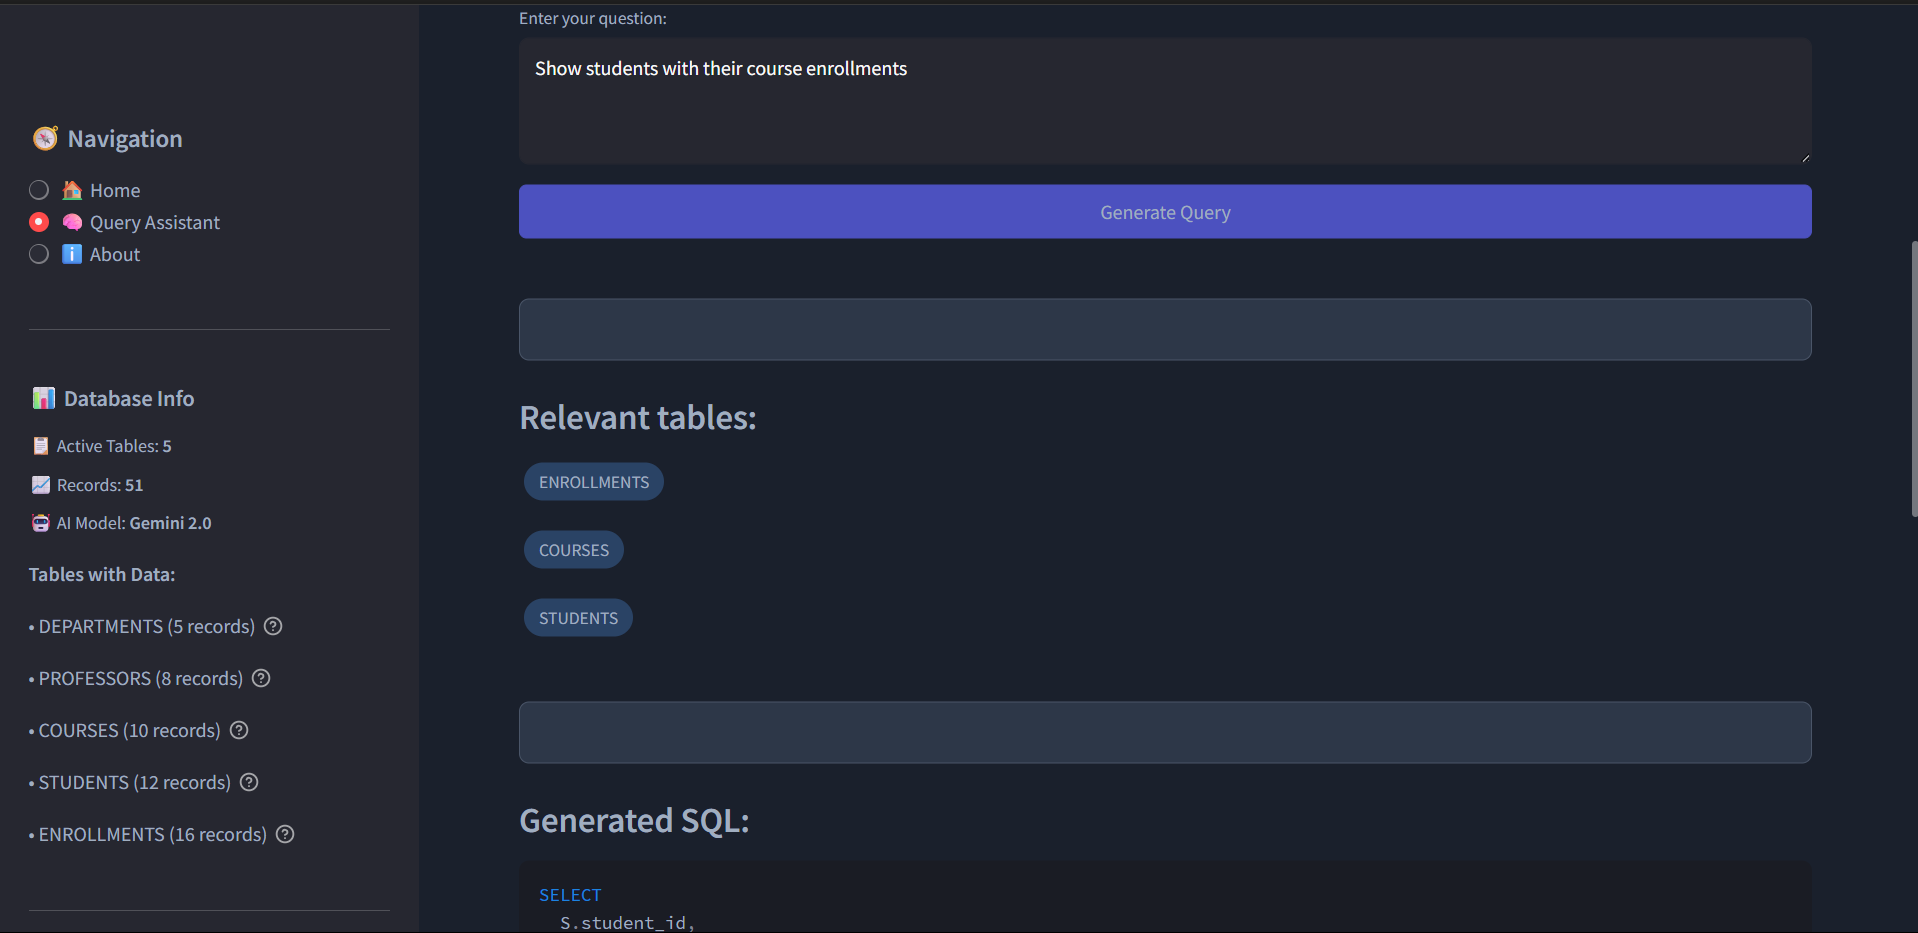 Navigation
Home
Query Assistant
About
Database Info
Active Tables: 5
Records: 51
AI Model: Gemini 2.0
Tables with Data:
• DEPARTMENTS (5 records)
• PROFESSORS (8 records)
• COURSES (10 records)
• STUDENTS (12 records)
• ENROLLMENTS (16 records)
Enter your question:
Show students with their course enrollments
Generate Query
Relevant tables:
ENROLLMENTS
COURSES
STUDENTS
Generated SQL:
SELECT
S.student_id,